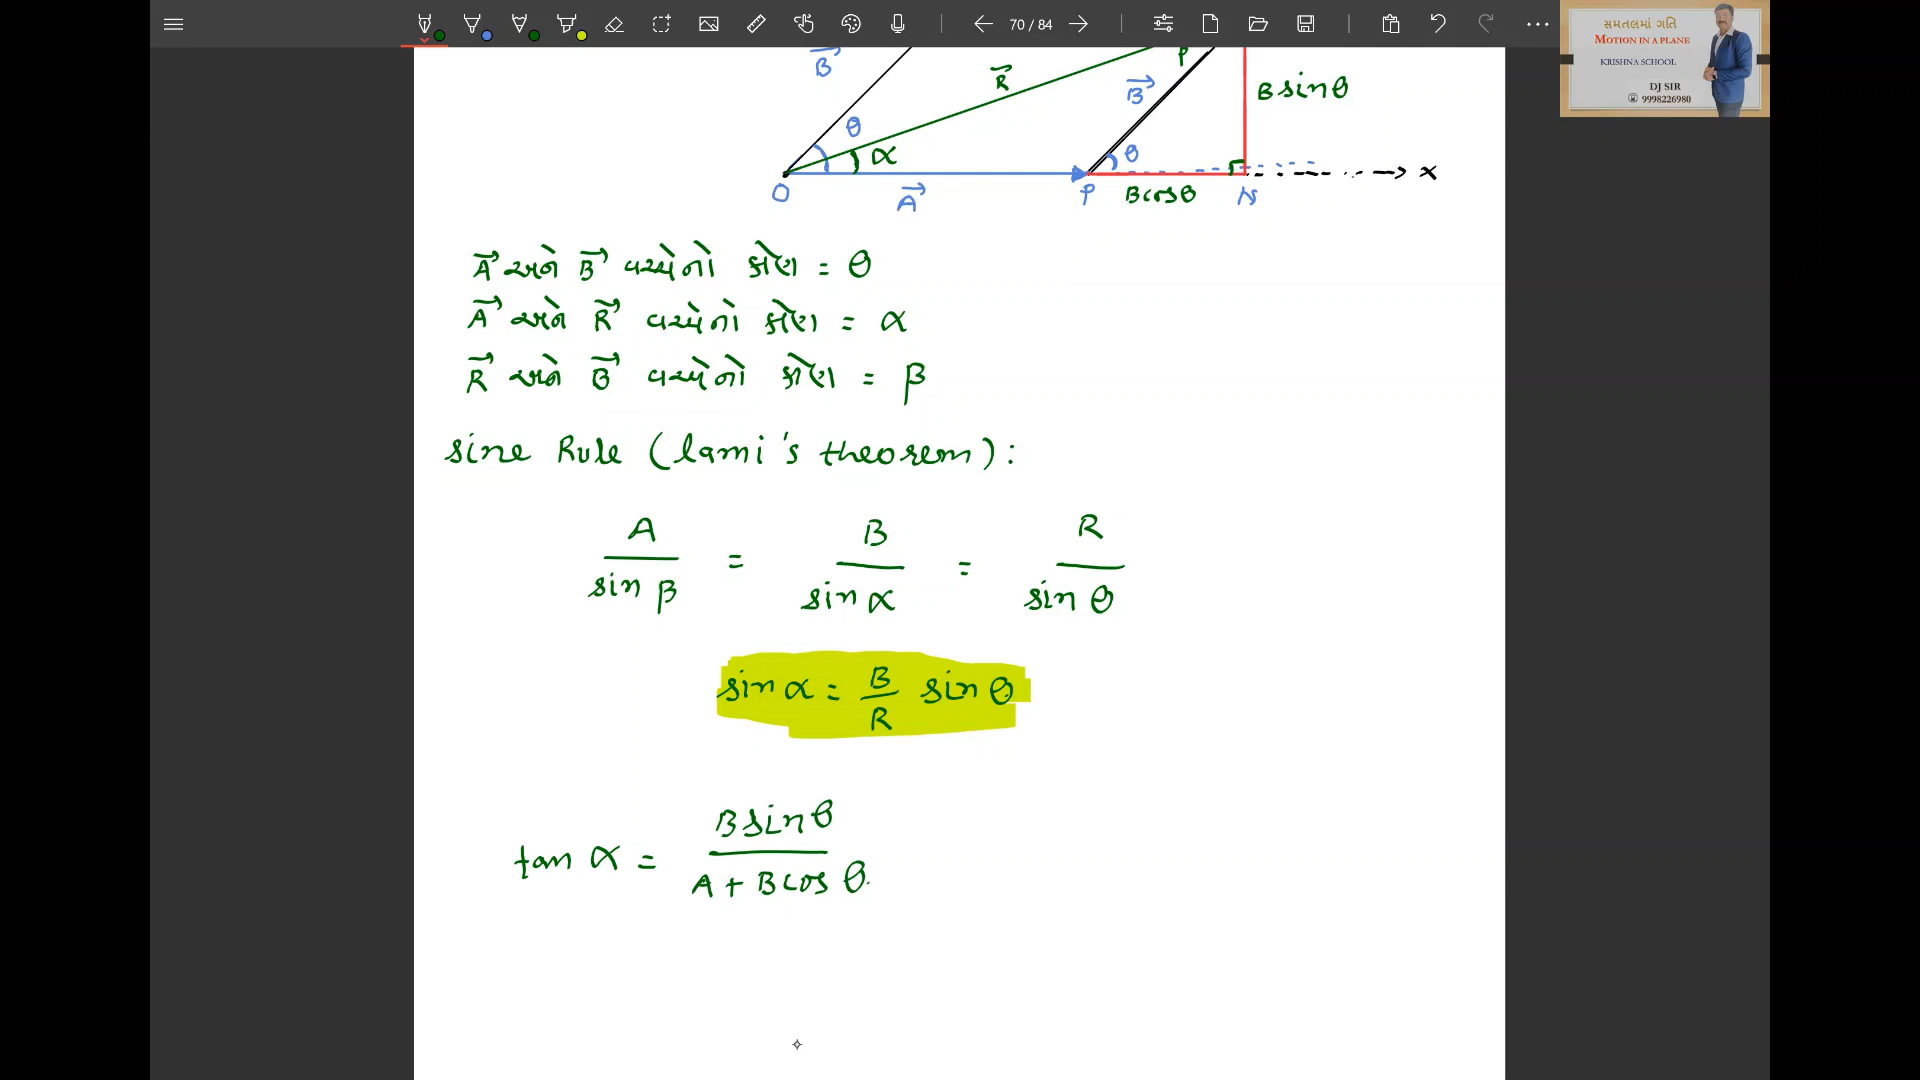 70 / 84
સમતલમાં ગતિ
MOTION IN A PLANE
KRISHNA SCHOOL
DJ SIR
9998226980
B⃗
R⃗
β
B⃗
B sinθ
θ
α
θ
O
A⃗
P
B cosθ
N
x
A⃗ અને B⃗ વચ્ચેનો કોણ = θ
A⃗ અને R⃗ વચ્ચેનો કોણ = α
R⃗ અને B⃗ વચ્ચેનો કોણ = β
sine Rule (lami's theorem):
A / sin β = B / sin α = R / sin θ
sin α = B / R sin θ
tan α = B sinθ / A + B cos θ.